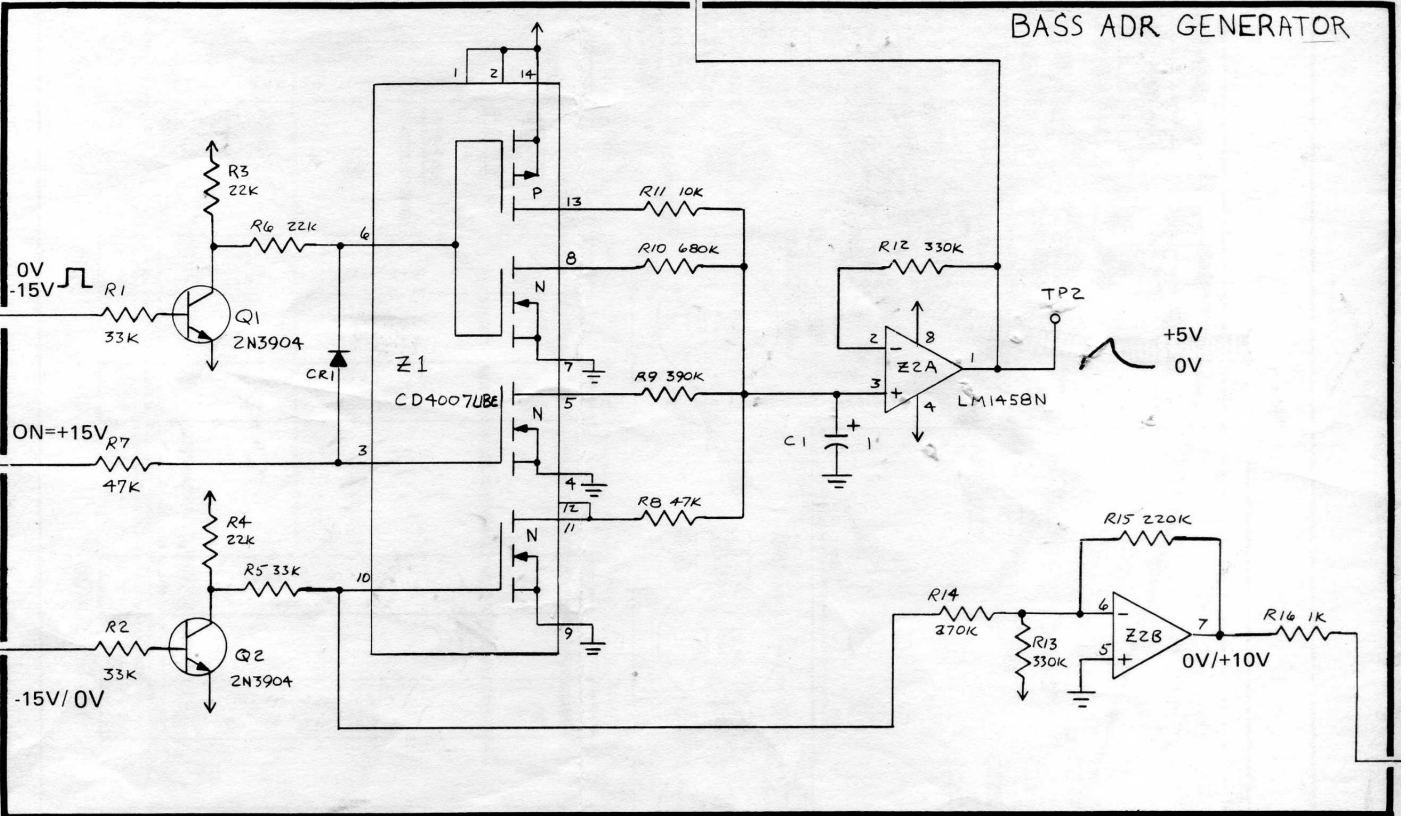 BASS ADR GENERATOR
1 2 14
R3
22K
R6 22K
6
P
13
R11 10K
8
R10 680K
N
7
0V
-15V
R1
33K
Q1
2N3904
CR1
Z1
CD4007UBE
5
R9 390K
N
4
R12 330K
2
-
8
Z2A
3
+
4
1
LM1458N
TP2
+5V
0V
C1
+
1
ON=+15V
R7
47K
3
R4
22K
R5 33K
10
12
11
R8 47K
N
9
R2
33K
Q2
2N3904
-15V/0V
R14
370K
R13
330K
R15 220K
6
-
Z2B
5
+
7
0V/+10V
R16 1K